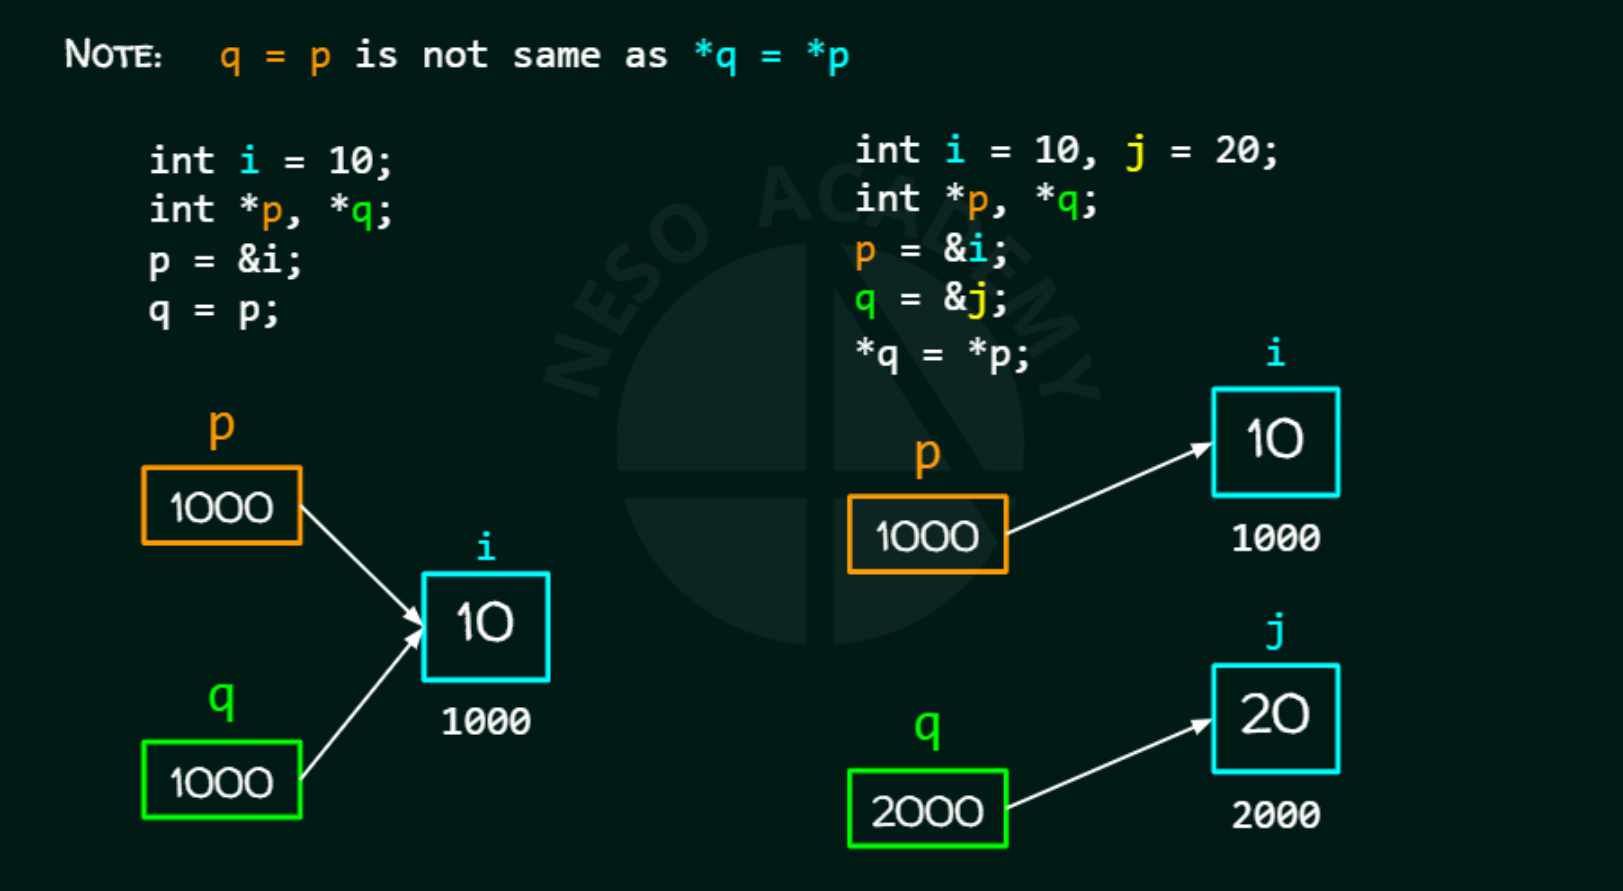 NOTE: q = p is not same as *q = *p
int i = 10;
int *p, *q;
p = &i;
q = p;
p
1000
i
10
1000
q
1000
int i = 10, j = 20;
int *p, *q;
p = &i;
q = &j;
*q = *p;
i
10
1000
p
1000
j
20
2000
q
2000
NESO ACADEMY